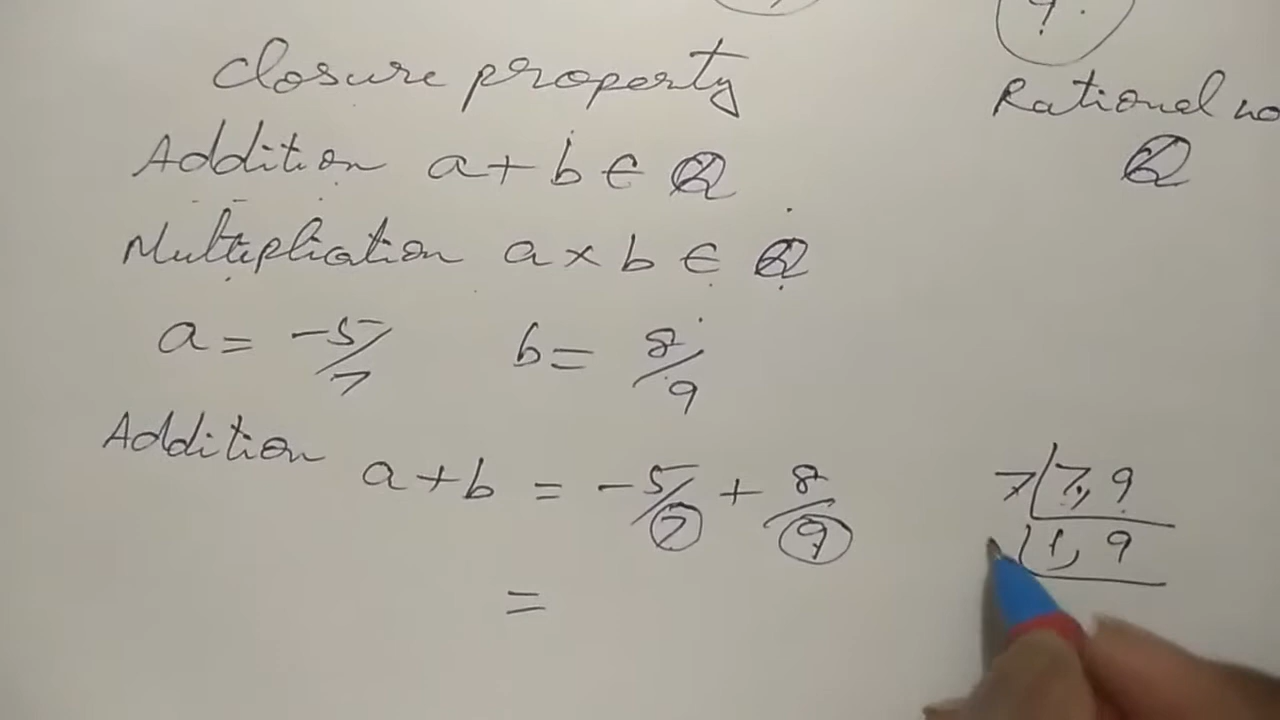 9.
Closure property
Rational no
Q
Addition a + b ∈ Q
Multiplication a × b ∈ Q
a = -5/7 b = 8/9
Addition a + b = -5/7 + 8/9
=
7 | 7, 9
1, 9